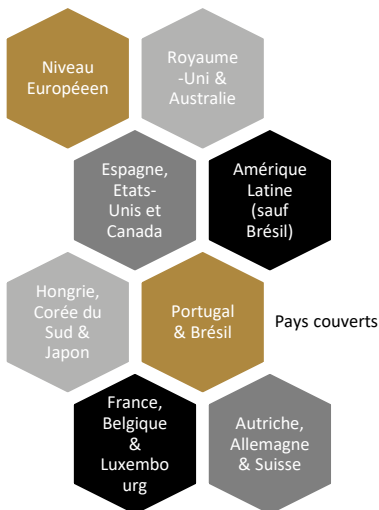 Niveau
Européeen
Royaume
-Uni &
Australie
Espagne,
Etats-
Unis et
Canada
Amérique
Latine
(sauf
Brésil)
Hongrie,
Corée du
Sud &
Japon
Portugal
& Brésil
Pays couverts
France,
Belgique
&
Luxembo
urg
Autriche,
Allemagne
& Suisse